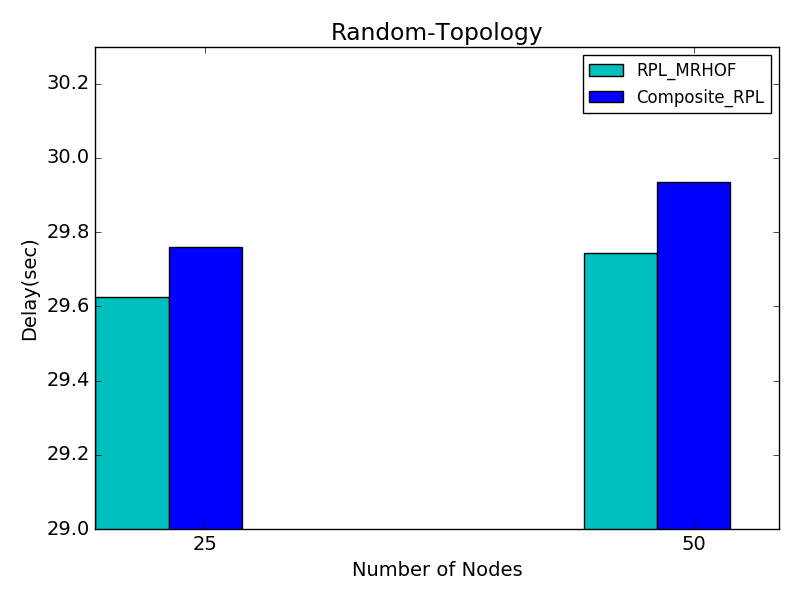 Random-Topology
RPL_MRHOF
Composite_RPL
30.2
30.0
29.8
29.6
29.4
29.2
29.0
Delay(sec)
25
50
Number of Nodes